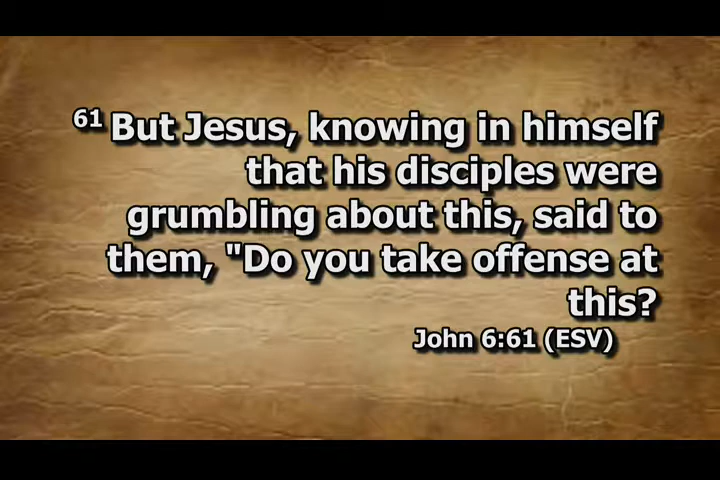 61 But Jesus, knowing in himself
that his disciples were
grumbling about this, said to
them, "Do you take offense at
this?
John 6:61 (ESV)